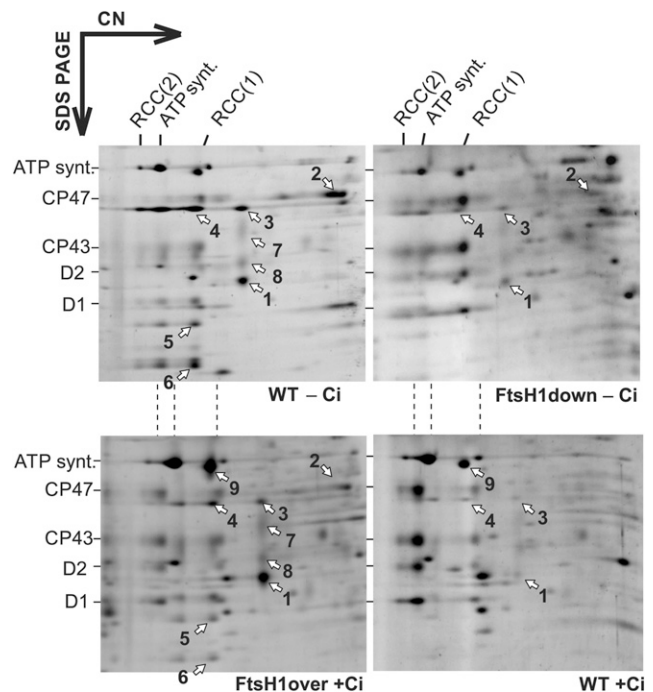 CN
SDS PAGE
RCC(2)
ATP synt.
RCC(1)
RCC(2)
ATP synt.
RCC(1)
ATP synt.
CP47
CP43
D2
D1
2
3
4
7
8
1
5
6
WT – Ci
2
4
3
1
FtsH1down – Ci
ATP synt.
CP47
CP43
D2
D1
2
9
4
3
7
8
1
5
6
FtsH1over +Ci
9
4
3
1
WT +Ci